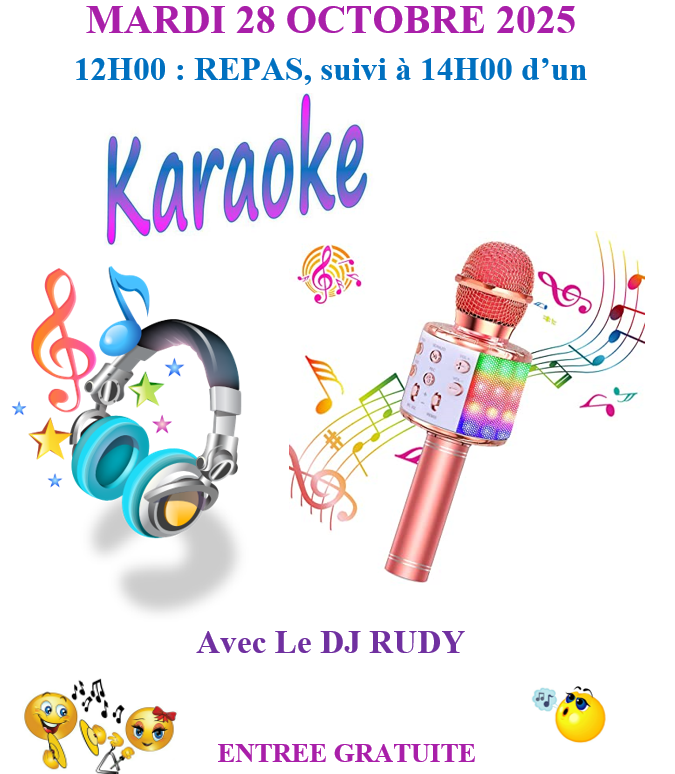 MARDI 28 OCTOBRE 2025
12H00 : REPAS, suivi à 14H00 d’un
Karaoke
Avec Le DJ RUDY
ENTREE GRATUITE